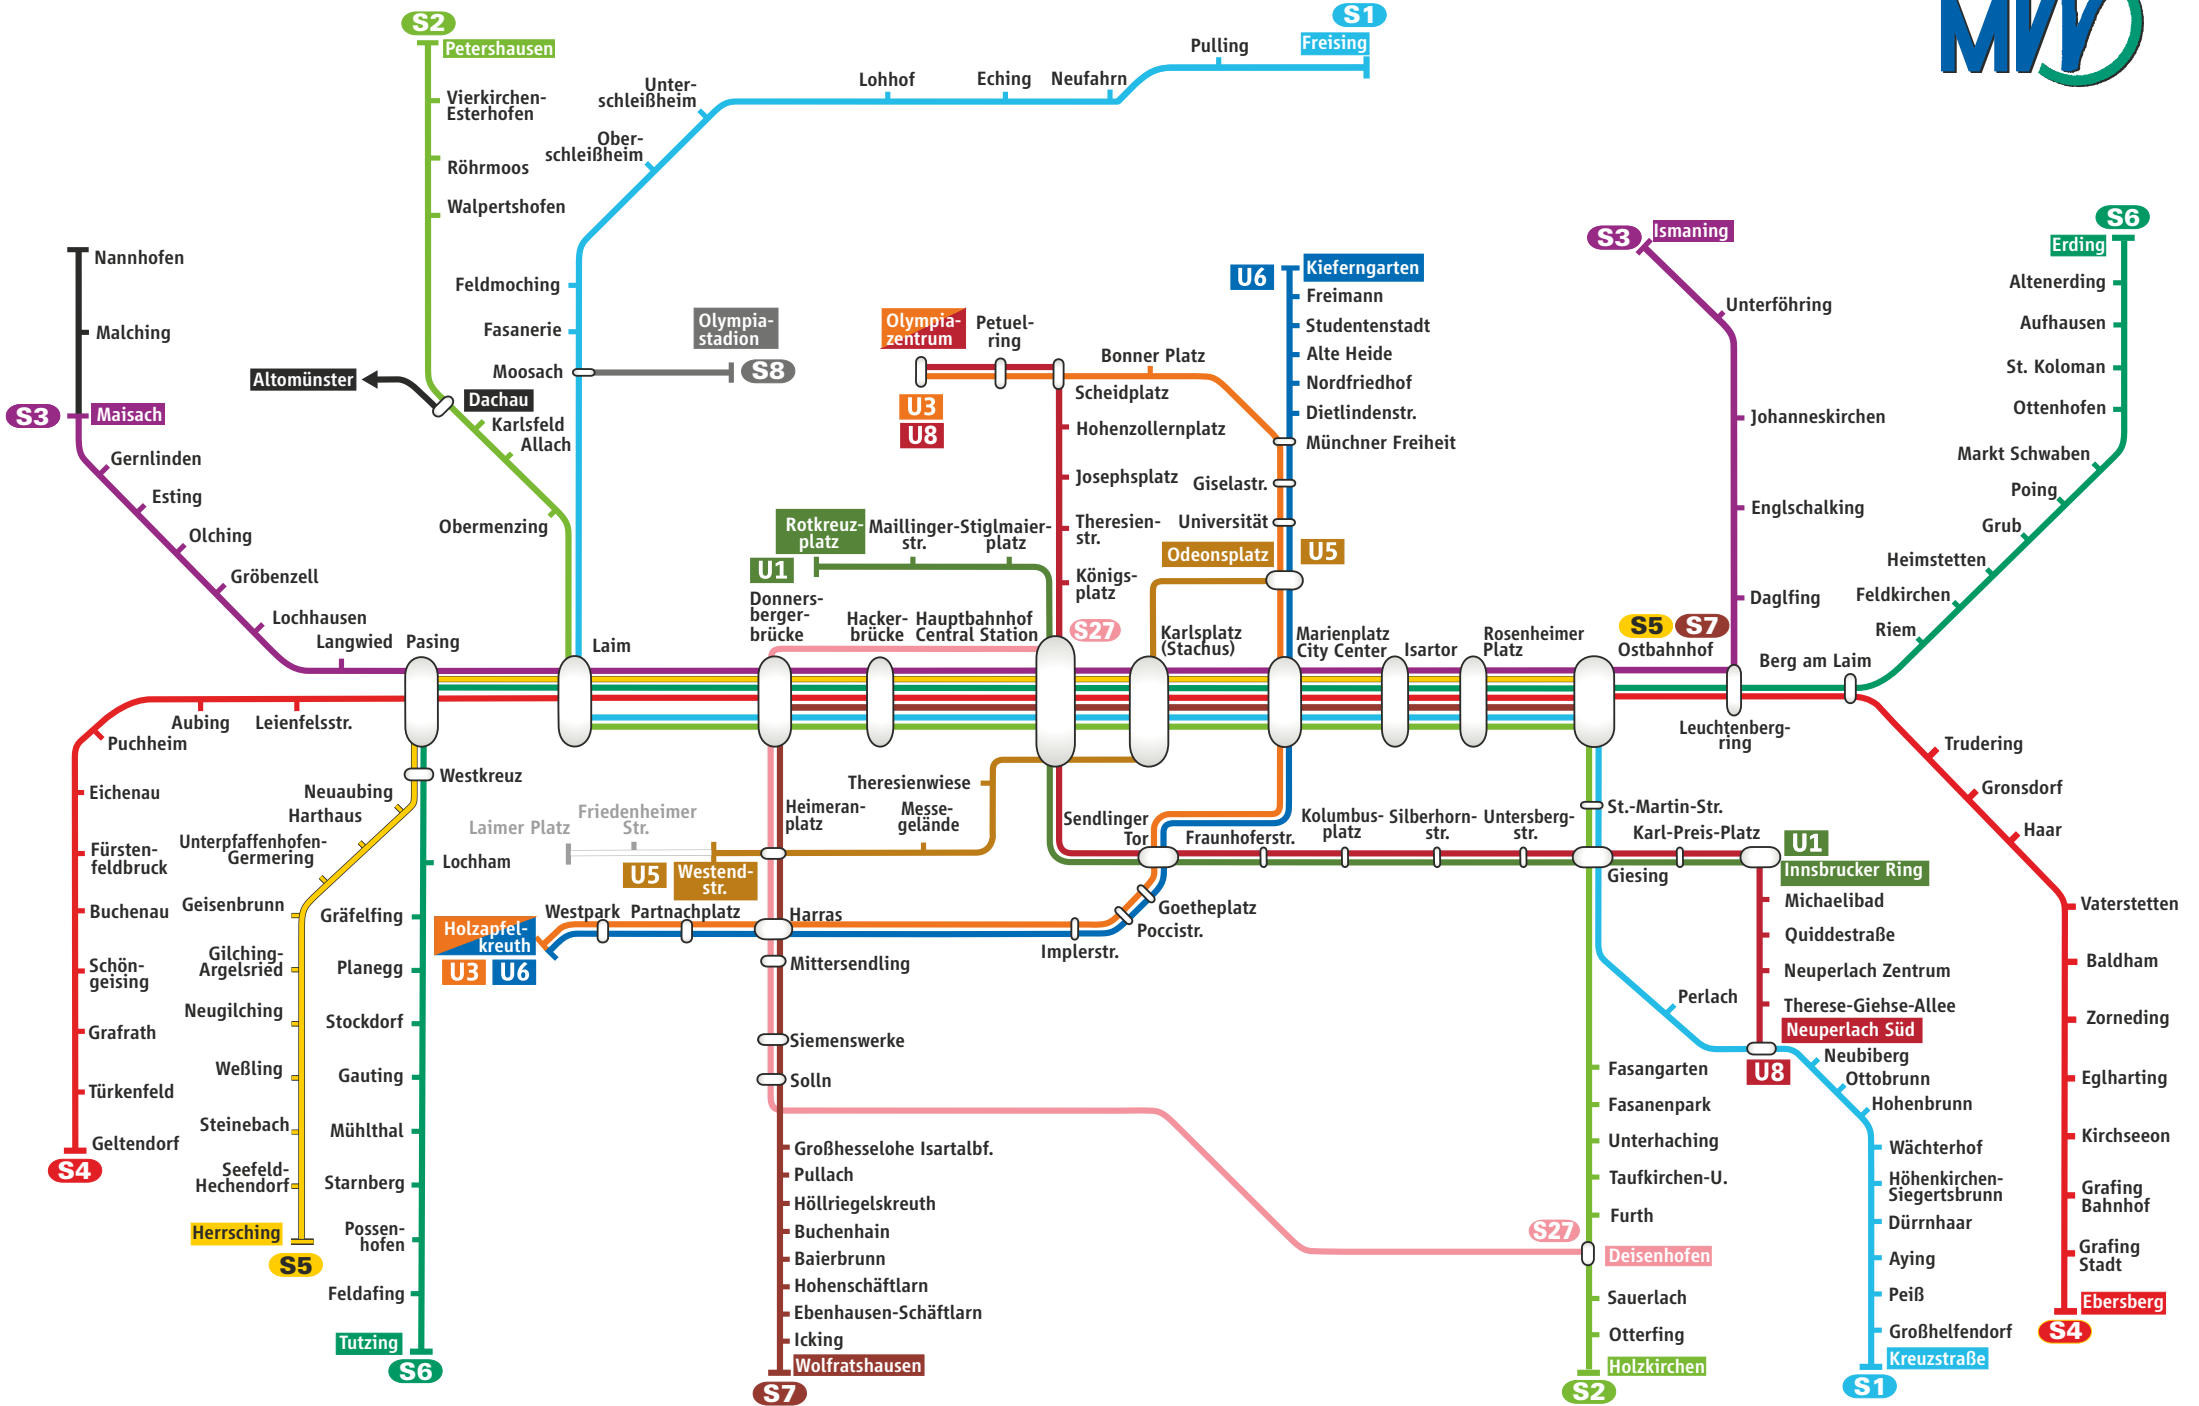 S2
Petershausen
Vierkirchen-
Esterhofen
Röhrmoos
Walpertshofen
S1
Freising
Pulling
Neufahrn
Eching
Lohhof
Unter-
schleißheim
Ober-
schleißheim
Feldmoching
Fasanerie
Moosach
Olympia-
stadion
S8
MVV
Nannhofen
Malching
S3
Maisach
Gernlinden
Esting
Olching
Gröbenzell
Lochhausen
Langwied
Altomünster
Dachau
Karlsfeld
Allach
Obermenzing
Olympia-
zentrum
U3
U8
Petuel-
ring
Scheidplatz
Bonner Platz
Hohenzollernplatz
Josephsplatz
Theresien-
str.
Königs-
platz
U6
Kieferngarten
Freimann
Studentenstadt
Alte Heide
Nordfriedhof
Dietlindenstr.
Münchner Freiheit
Giselastr.
Universität
Odeonsplatz
U5
Rotkreuz-
platz
U1
Maillinger-
str.
Stiglmaier-
platz
S3
Ismaning
Unterföhring
Johanneskirchen
Englschalking
Daglfing
S6
Erding
Altenerding
Aufhausen
St. Koloman
Ottenhofen
Markt Schwaben
Poing
Grub
Heimstetten
Feldkirchen
Riem
Pasing
Laim
Donners-
berger-
brücke
Hacker-
brücke
Hauptbahnhof
Central Station
S27
Karlsplatz
(Stachus)
Marienplatz
City Center
Isartor
Rosenheimer
Platz
S5
S7
Ostbahnhof
Leuchtenberg-
ring
Berg am Laim
Leienfelsstr.
Aubing
Puchheim
Eichenau
Fürsten-
feldbruck
Buchenau
Schön-
geising
Grafrath
Türkenfeld
Geltendorf
S4
Westkreuz
Neuaubing
Harthaus
Unterpfaffenhofen-
Germering
Geisenbrunn
Gilching-
Argelsried
Neugilching
Weßling
Steinebach
Seefeld-
Hechendorf
Herrsching
S5
Lochham
Gräfelfing
Planegg
Stockdorf
Gauting
Mühlthal
Starnberg
Possen-
hofen
Feldafing
Tutzing
S6
Laimer Platz
Friedenheimer
Str.
U5
Westend-
str.
Heimeran-
platz
Messe-
gelände
Theresienwiese
Holzapfel-
kreuth
U3
U6
Westpark
Partnachplatz
Harras
Implerstr.
Poccistr.
Goetheplatz
Sendlinger
Tor
Fraunhoferstr.
Kolumbus-
platz
Silberhorn-
str.
Untersberg-
str.
St.-Martin-Str.
Giesing
Karl-Preis-Platz
U1
Innsbrucker Ring
Michaelibad
Quiddestraße
Neuperlach Zentrum
Therese-Giehse-Allee
Neuperlach Süd
U8
Mittersendling
Siemenswerke
Solln
Großhesselohe Isartalbf.
Pullach
Höllriegelskreuth
Buchenhain
Baierbrunn
Hohenschäftlarn
Ebenhausen-Schäftlarn
Icking
Wolfratshausen
S7
Fasangarten
Fasanenpark
Unterhaching
Taufkirchen-U.
Furth
S27
Deisenhofen
Sauerlach
Otterfing
Holzkirchen
S2
Perlach
Neubiberg
Ottobrunn
Hohenbrunn
Wächterhof
Höhenkirchen-
Siegertsbrunn
Dürrnhaar
Aying
Peiß
Großhelfendorf
Kreuzstraße
S1
Trudering
Gronsdorf
Haar
Vaterstetten
Baldham
Zorneding
Eglharting
Kirchseeon
Grafing
Bahnhof
Grafing
Stadt
Ebersberg
S4